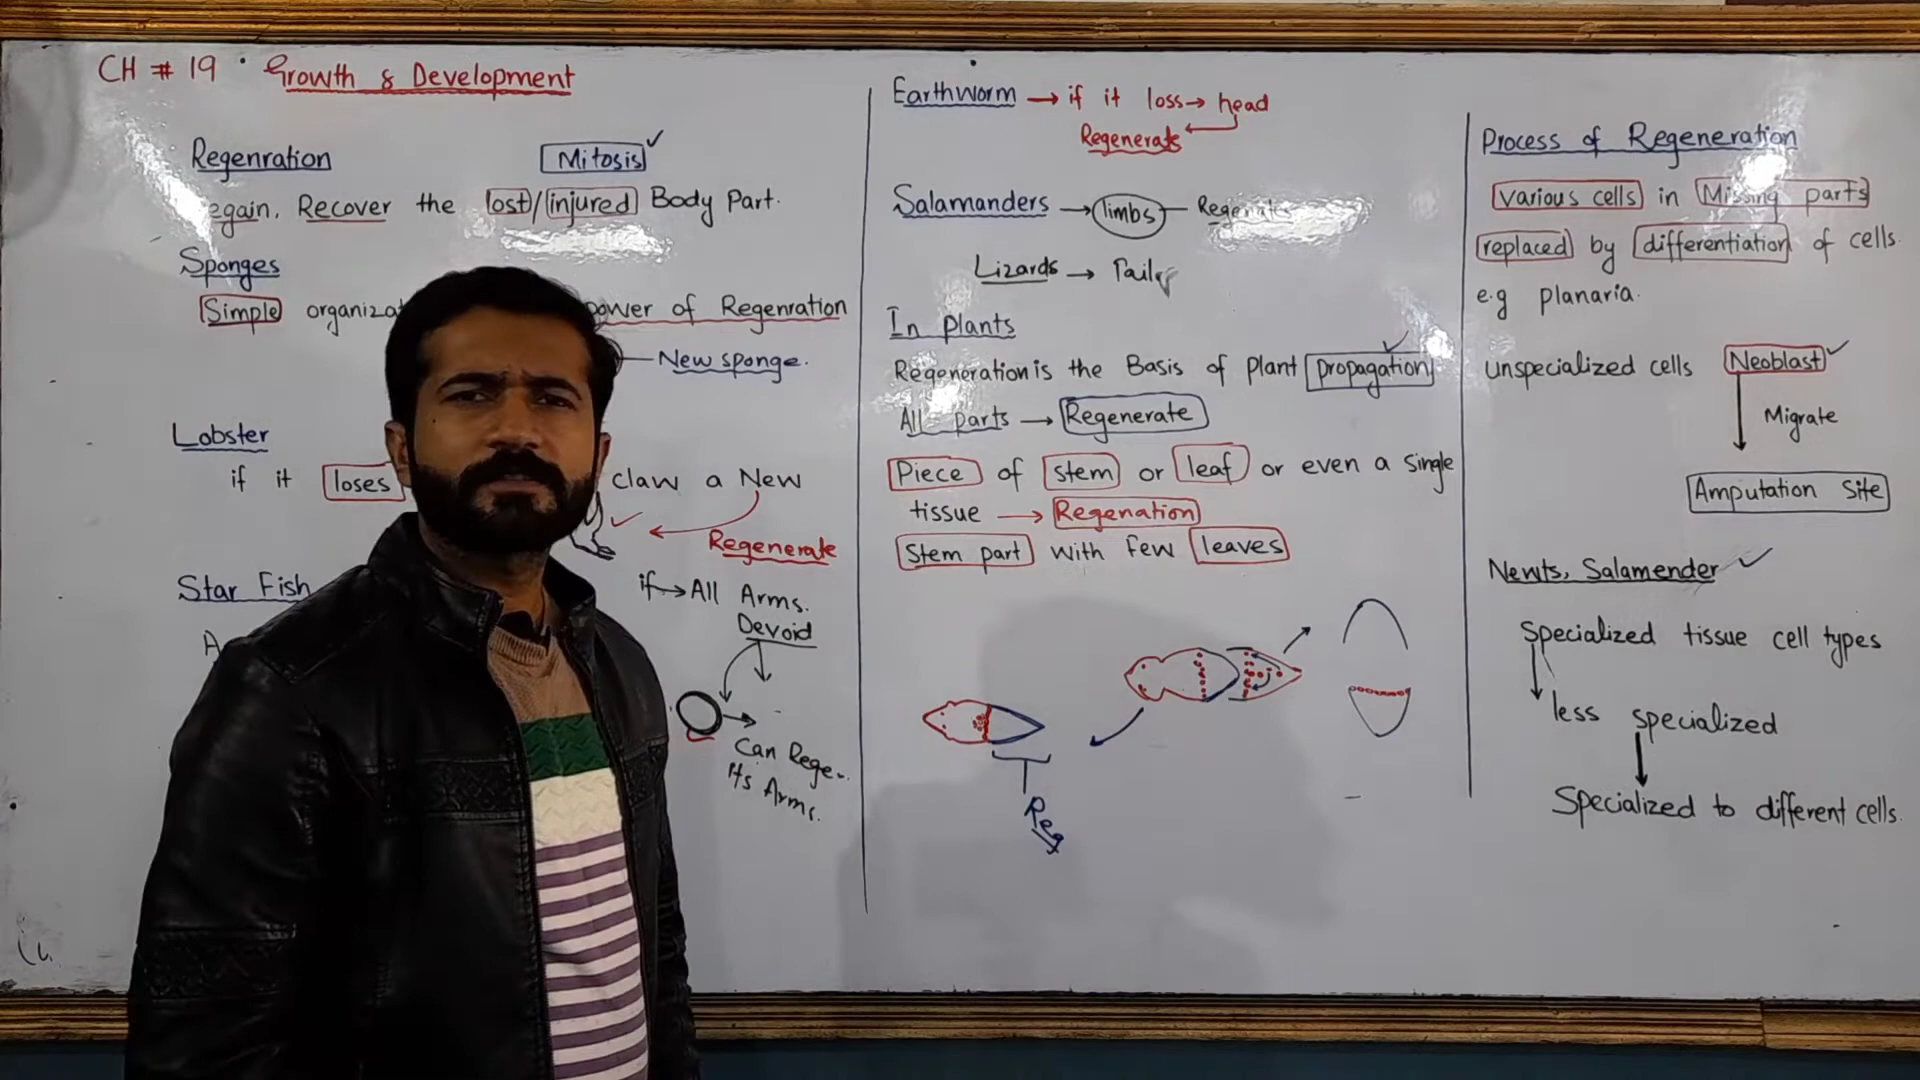 CH # 19 Growth & Development
Regenration Mitosis
egain, Recover the lost/injured Body Part.
Sponges
Simple organizat power of Regenration
New sponge.
Lobster
if it loses claw a New
Regenerate
Star Fish
if → All Arms.
Devoid
A
Can Rege..
Its Arms.
Earthworm → if it loss → head
Regenerate
Salamanders → limbs Regenrate
Lizards → Tail
In plants
Regeneration is the Basis of plant propagation
All parts → Regenerate
Piece of stem or leaf or even a single
tissue → Regenation
Stem part with few leaves
Reg
Process of Regeneration
various cells in Missing parts
replaced by differentiation of cells.
e.g planaria.
unspecialized cells Neoblast
Migrate
Amputation Site
Newts, Salamender
Specialized tissue cell types
less specialized
Specialized to different cells.